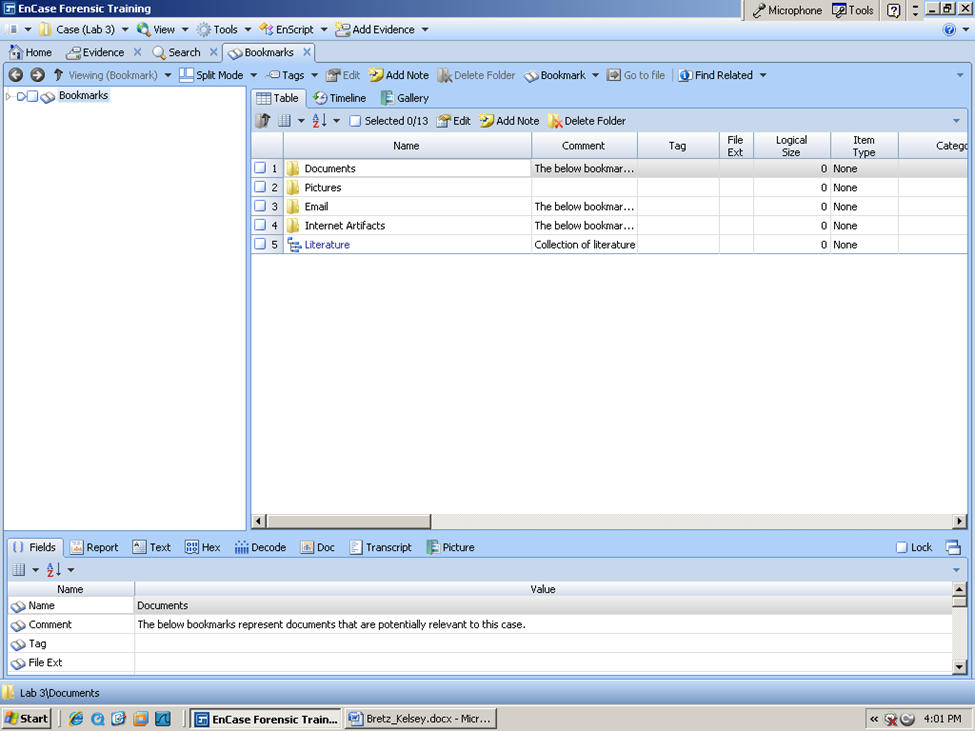 EnCase Forensic Training
Microphone Tools
Case (Lab 3) View Tools EnScript Add Evidence
Home Evidence Search Bookmarks
Viewing (Bookmark) Split Mode Tags Edit Add Note Delete Folder Bookmark Go to file Find Related
Bookmarks
Table Timeline Gallery
Selected 0/13 Edit Add Note Delete Folder
Name Comment Tag File Ext Logical Size Item Type Catego
1 Documents The below bookmar... 0 None
2 Pictures 0 None
3 Email The below bookmar... 0 None
4 Internet Artifacts The below bookmar... 0 None
5 Literature Collection of literature 0 None
Fields Report Text Hex Decode Doc Transcript Picture Lock
Name Value
Name Documents
Comment The below bookmarks represent documents that are potentially relevant to this case.
Tag
File Ext
Lab 3\Documents
Start EnCase Forensic Train... Bretz_Kelsey.docx - Micr... 4:01 PM